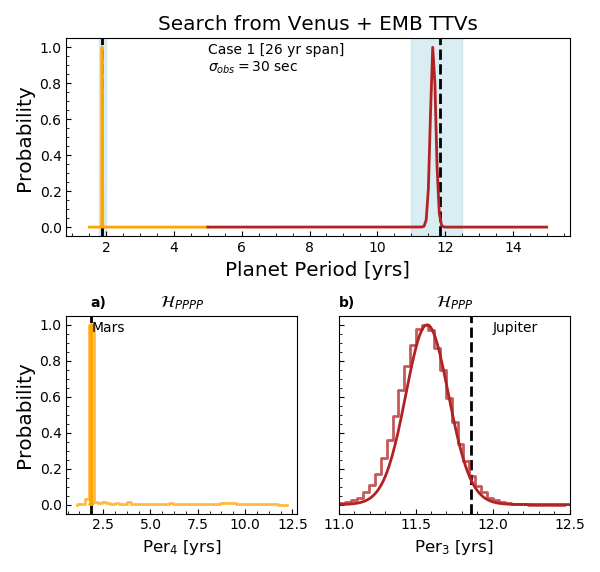 Search from Venus + EMB TTVs
Case 1 [26 yr span]
σ_obs = 30 sec
Probability
1.0
0.8
0.6
0.4
0.2
0.0
2 4 6 8 10 12 14
Planet Period [yrs]
a) ℋ_PPPP
Mars
Probability
1.0
0.8
0.6
0.4
0.2
0.0
2.5 5.0 7.5 10.0 12.5
Per₄ [yrs]
b) ℋ_PPP
Jupiter
11.0 11.5 12.0 12.5
Per₃ [yrs]